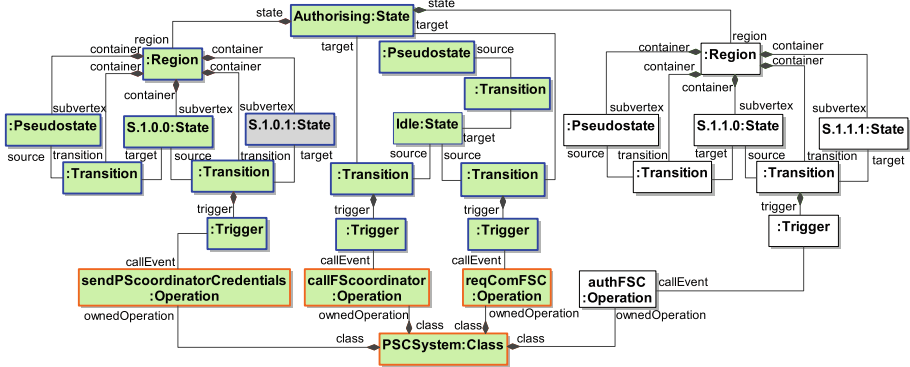 state
Authorising:State
state
region
target
target
region
container
container
:Region
container
container
container
:Pseudostate
source
:Transition
container
container
:Region
container
container
container
subvertex
subvertex
subvertex
:Pseudostate
S.1.0.0:State
S.1.0.1:State
Idle:State
target
subvertex
subvertex
subvertex
:Pseudostate
S.1.1.0:State
S.1.1.1:State
source
transition
target
source
transition
target
source
source
source
transition
target
source
transition
target
:Transition
:Transition
:Transition
:Transition
:Transition
:Transition
trigger
trigger
trigger
trigger
:Trigger
:Trigger
:Trigger
:Trigger
callEvent
callEvent
callEvent
callEvent
sendPScoordinatorCredentials
:Operation
callFScoordinator
:Operation
reqComFSC
:Operation
authFSC
:Operation
ownedOperation
ownedOperation
ownedOperation
ownedOperation
class
class
class
class
PSCSystem:Class